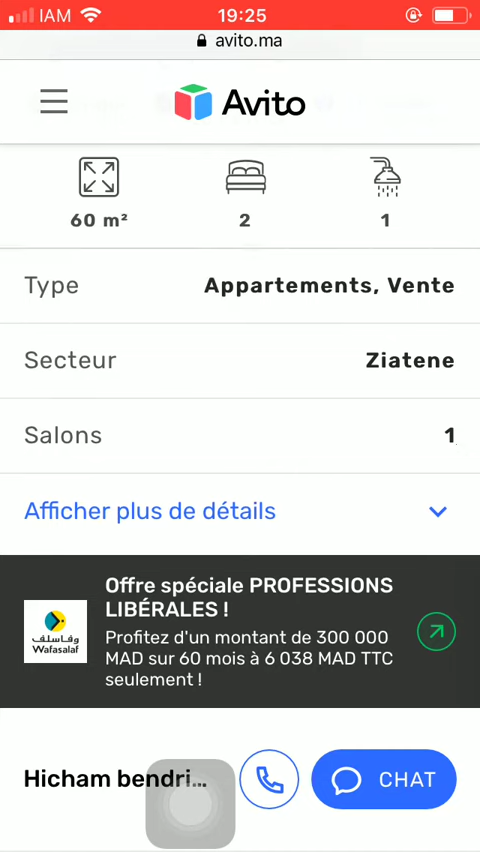 IAM 19:25
avito.ma
Avito
60 m² 2 1
Type Appartements, Vente
Secteur Ziatene
Salons 1
Afficher plus de détails
Offre spéciale PROFESSIONS
LIBÉRALES !
Profitez d'un montant de 300 000
MAD sur 60 mois à 6 038 MAD TTC
seulement !
وفاسلف
Wafasalaf
Hicham bendri... CHAT